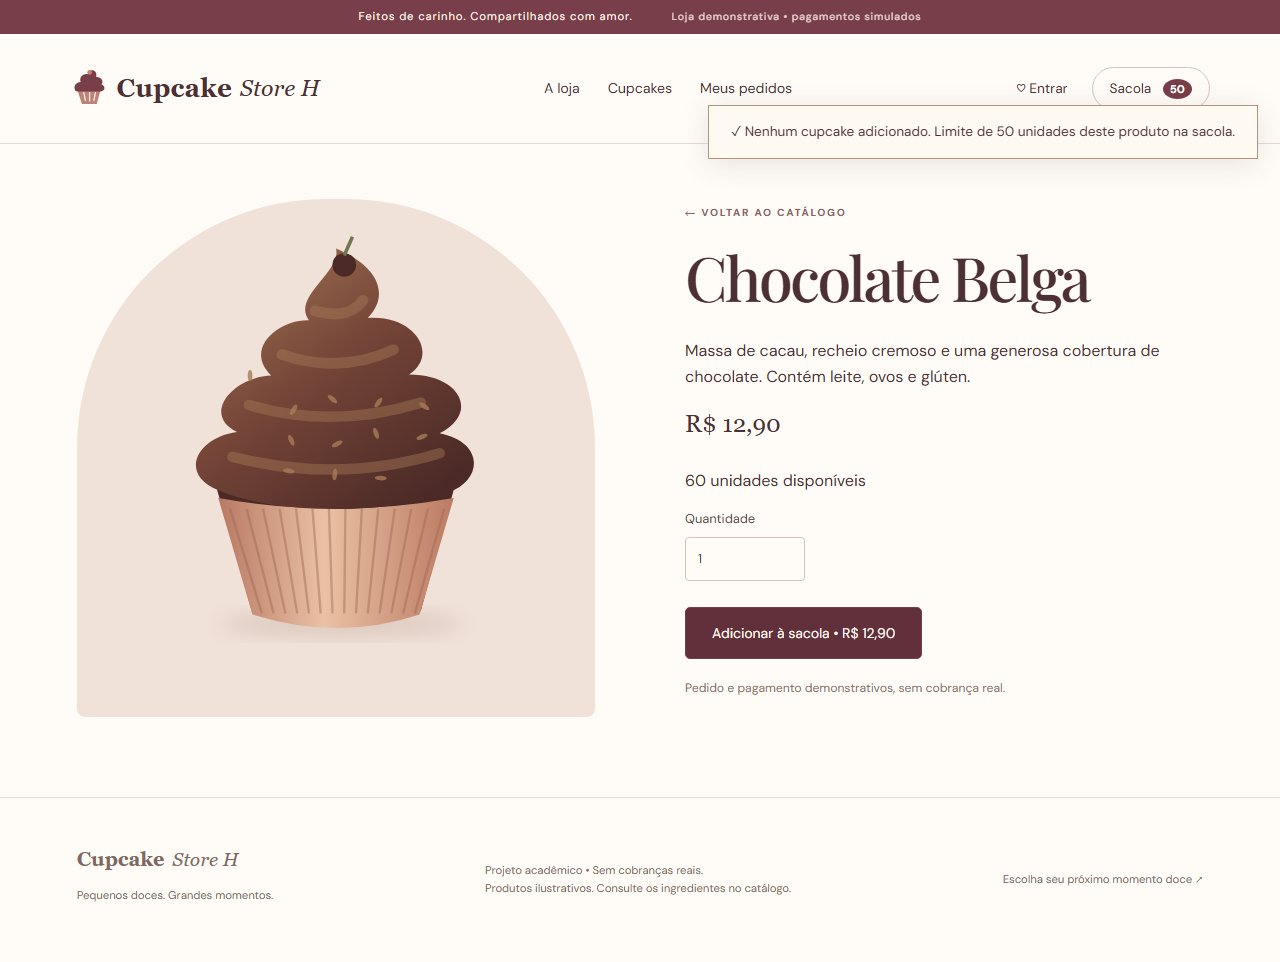 Feitos de carinho. Compartilhados com amor.
Loja demonstrativa • pagamentos simulados
Cupcake Store H
A loja
Cupcakes
Meus pedidos
♡ Entrar
Sacola 50
✓ Nenhum cupcake adicionado. Limite de 50 unidades deste produto na sacola.
← VOLTAR AO CATÁLOGO
Chocolate Belga
Massa de cacau, recheio cremoso e uma generosa cobertura de
chocolate. Contém leite, ovos e glúten.
R$ 12,90
60 unidades disponíveis
Quantidade
1
Adicionar à sacola • R$ 12,90
Pedido e pagamento demonstrativos, sem cobrança real.
Cupcake Store H
Pequenos doces. Grandes momentos.
Projeto acadêmico • Sem cobranças reais.
Produtos ilustrativos. Consulte os ingredientes no catálogo.
Escolha seu próximo momento doce ↗